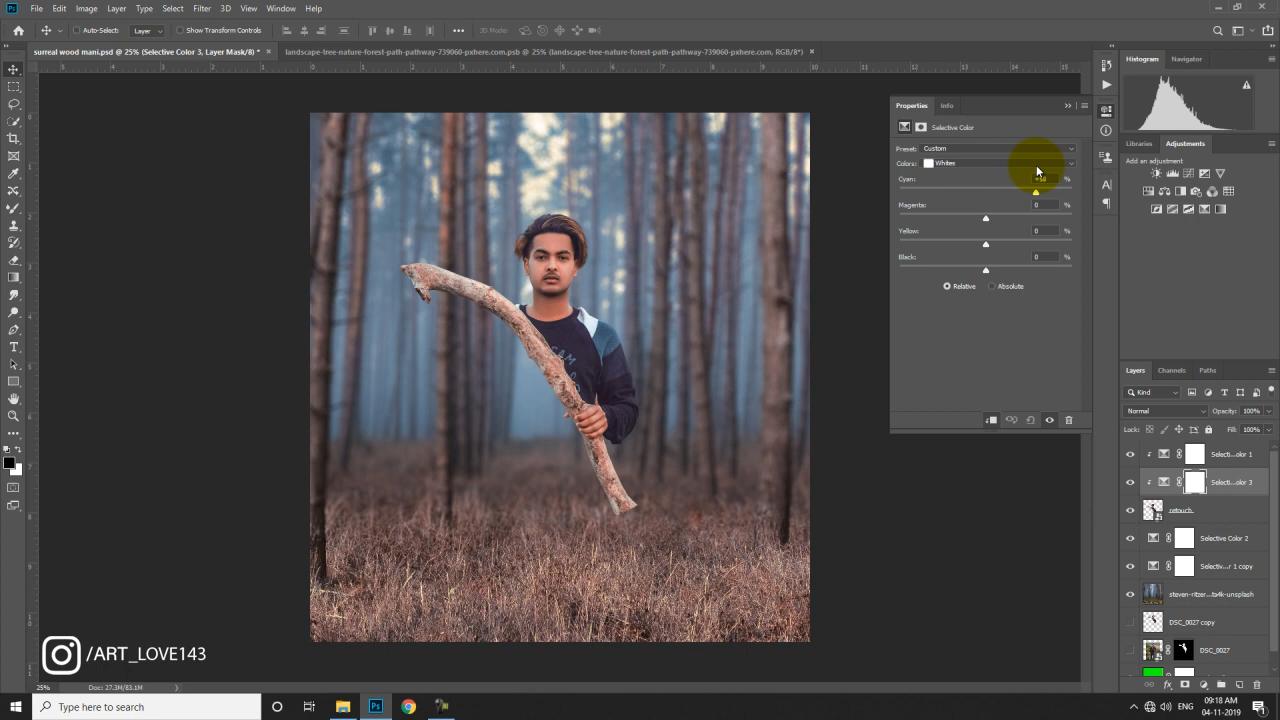 Ps File Edit Image Layer Type Select Filter 3D View Window Help
Auto-Select: Layer Show Transform Controls 3D Mode:
surreal wood mani.psd @ 25% (Selective Color 3, Layer Mask/8) * × landscape-tree-nature-forest-path-pathway-739060-pxhere.com.psb @ 25% (landscape-tree-nature-forest-path-pathway-739060-pxhere.com, RGB/8*) ×
Histogram Navigator
Properties Info
Selective Color
Preset: Custom
Colors: Whites
Cyan: %
Magenta: 0 %
Yellow: 0 %
Black: 0 %
Relative Absolute
Libraries Adjustments
Add an adjustment
Layers Channels Paths
Kind
Normal Opacity: 100%
Lock: Fill: 100%
Selecti...olor 1
Selecti...olor 3
retouch
Selective Color 2
Selectiv...r 1 copy
steven-ritzer...ta4k-unsplash
DSC_0027 copy
DSC_0027
/ART_LOVE143
25% Doc: 27.3M/83.1M
Type here to search
Ps
ENG 09:18 AM
04-11-2019